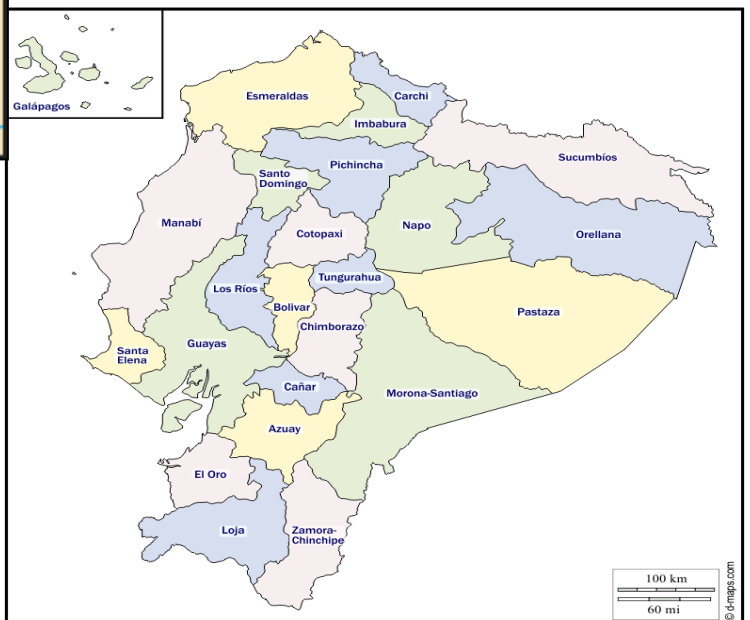 Galápagos
Esmeraldas
Carchi
Imbabura
Sucumbíos
Pichincha
Santo
Domingo
Manabí
Cotopaxi
Napo
Orellana
Tungurahua
Los Ríos
Bolivar
Pastaza
Chimborazo
Guayas
Santa
Elena
Cañar
Morona-Santiago
Azuay
El Oro
Loja
Zamora-
Chinchipe
100 km
60 mi
© d-maps.com